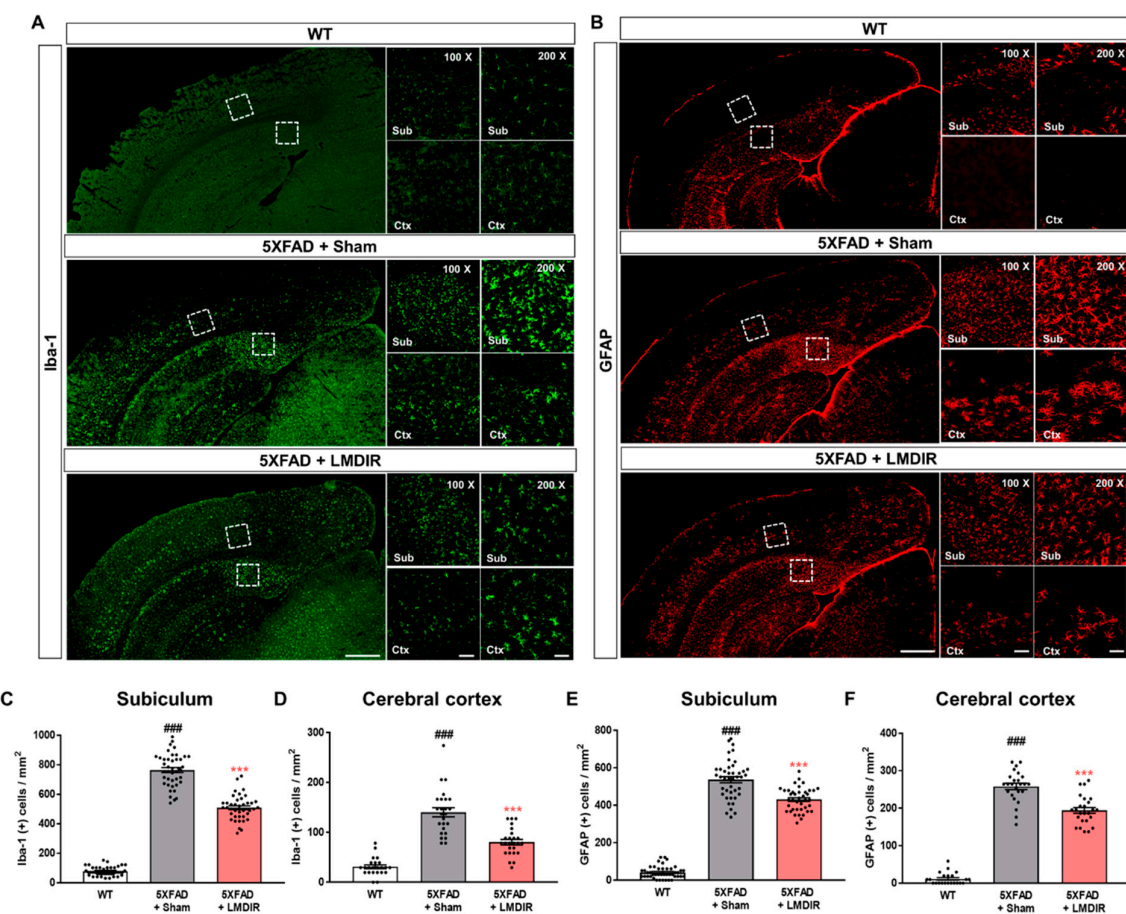 A
WT
Iba-1
100 X
200 X
Sub
Sub
Ctx
Ctx
5XFAD + Sham
100 X
200 X
Sub
Sub
Ctx
Ctx
5XFAD + LMDIR
100 X
200 X
Sub
Sub
Ctx
Ctx
B
WT
GFAP
100 X
200 X
Sub
Sub
Ctx
Ctx
5XFAD + Sham
100 X
200 X
Sub
Sub
Ctx
Ctx
5XFAD + LMDIR
100 X
200 X
Sub
Sub
Ctx
Ctx
C
Subiculum
Iba-1 (+) cells / mm²
1000
800
600
400
200
0
###
***
WT
5XFAD
+ Sham
5XFAD
+ LMDIR
D
Cerebral cortex
Iba-1 (+) cells / mm²
300
200
100
0
###
***
WT
5XFAD
+ Sham
5XFAD
+ LMDIR
E
Subiculum
GFAP (+) cells / mm²
800
600
400
200
0
###
***
WT
5XFAD
+ Sham
5XFAD
+ LMDIR
F
Cerebral cortex
GFAP (+) cells / mm²
400
300
200
100
0
###
***
WT
5XFAD
+ Sham
5XFAD
+ LMDIR